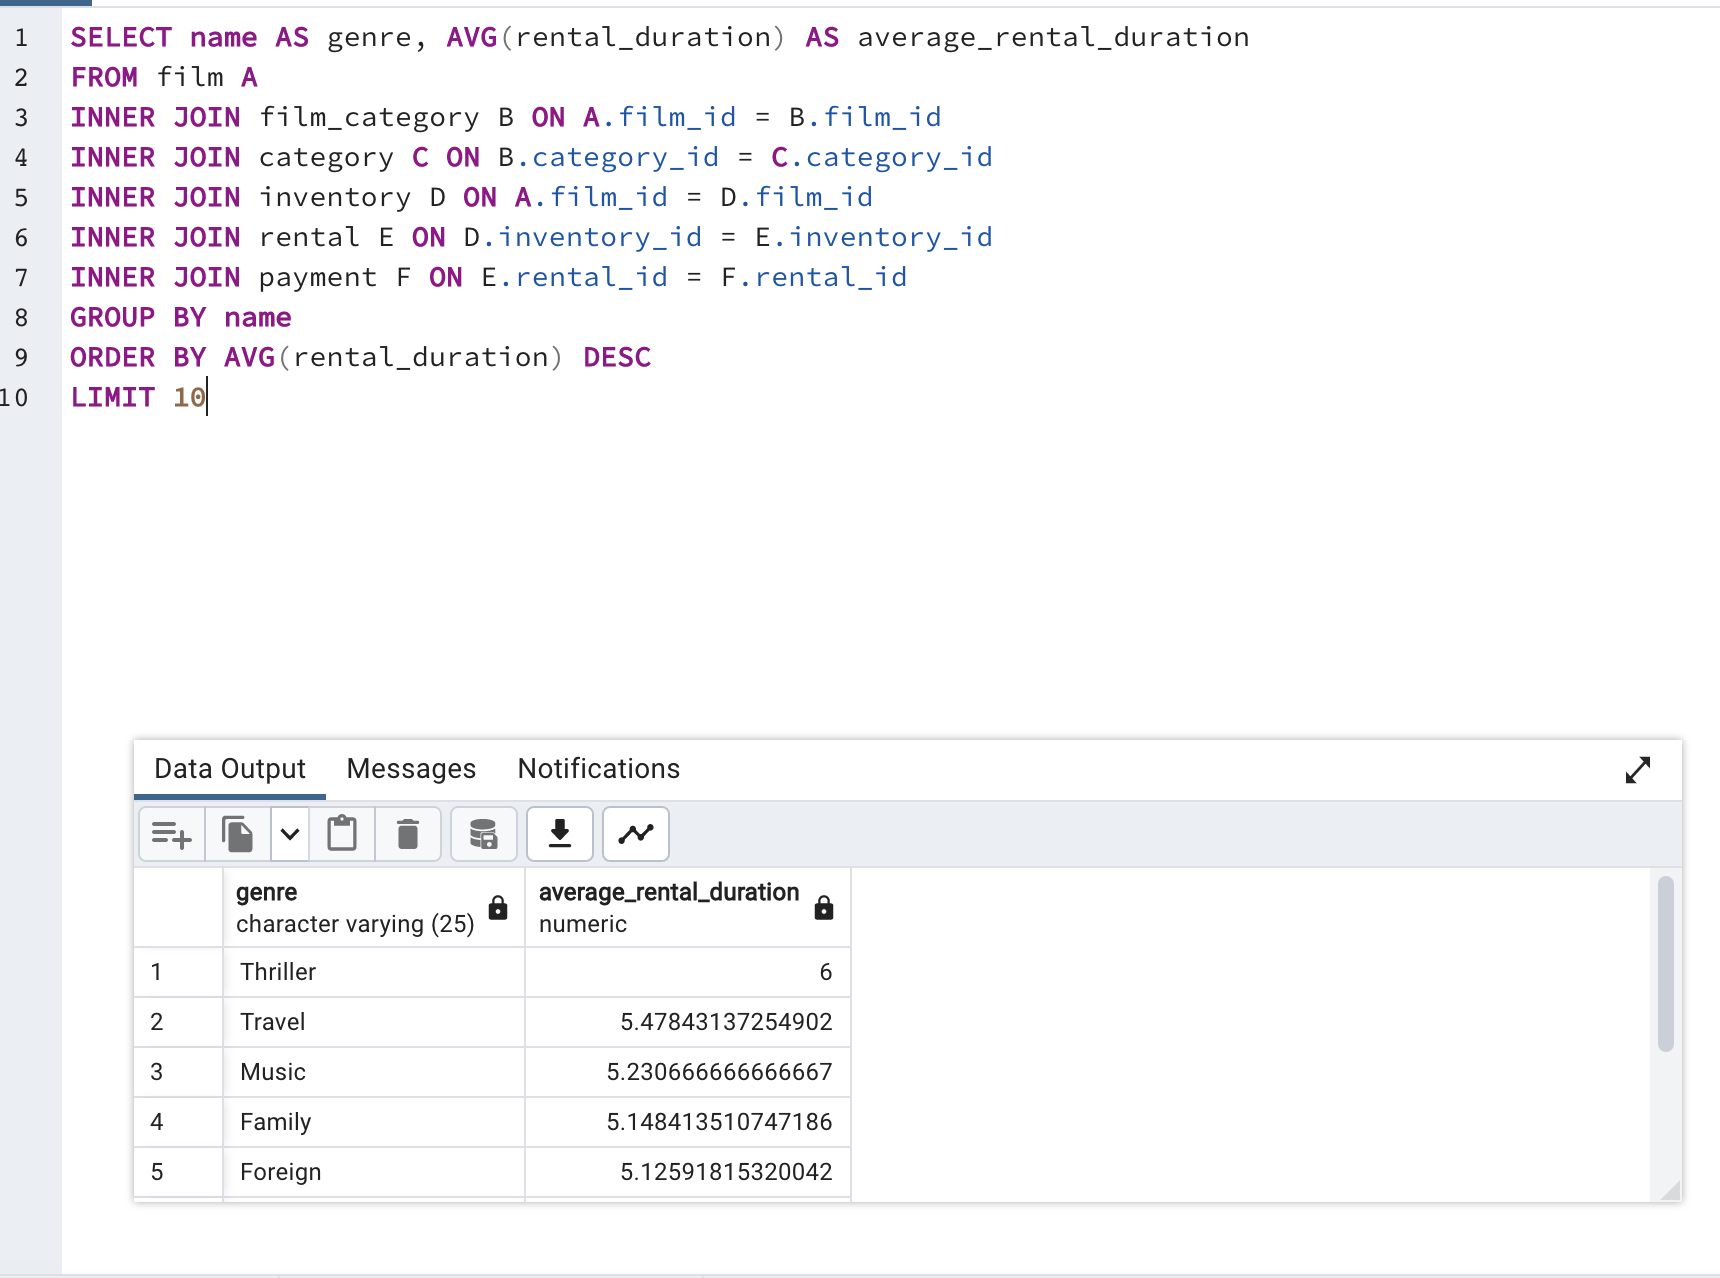 1 SELECT name AS genre, AVG(rental_duration) AS average_rental_duration
2 FROM film A
3 INNER JOIN film_category B ON A.film_id = B.film_id
4 INNER JOIN category C ON B.category_id = C.category_id
5 INNER JOIN inventory D ON A.film_id = D.film_id
6 INNER JOIN rental E ON D.inventory_id = E.inventory_id
7 INNER JOIN payment F ON E.rental_id = F.rental_id
8 GROUP BY name
9 ORDER BY AVG(rental_duration) DESC
10 LIMIT 10
Data Output Messages Notifications
genre average_rental_duration
character varying (25) numeric
1 Thriller 6
2 Travel 5.47843137254902
3 Music 5.230666666666667
4 Family 5.148413510747186
5 Foreign 5.12591815320042